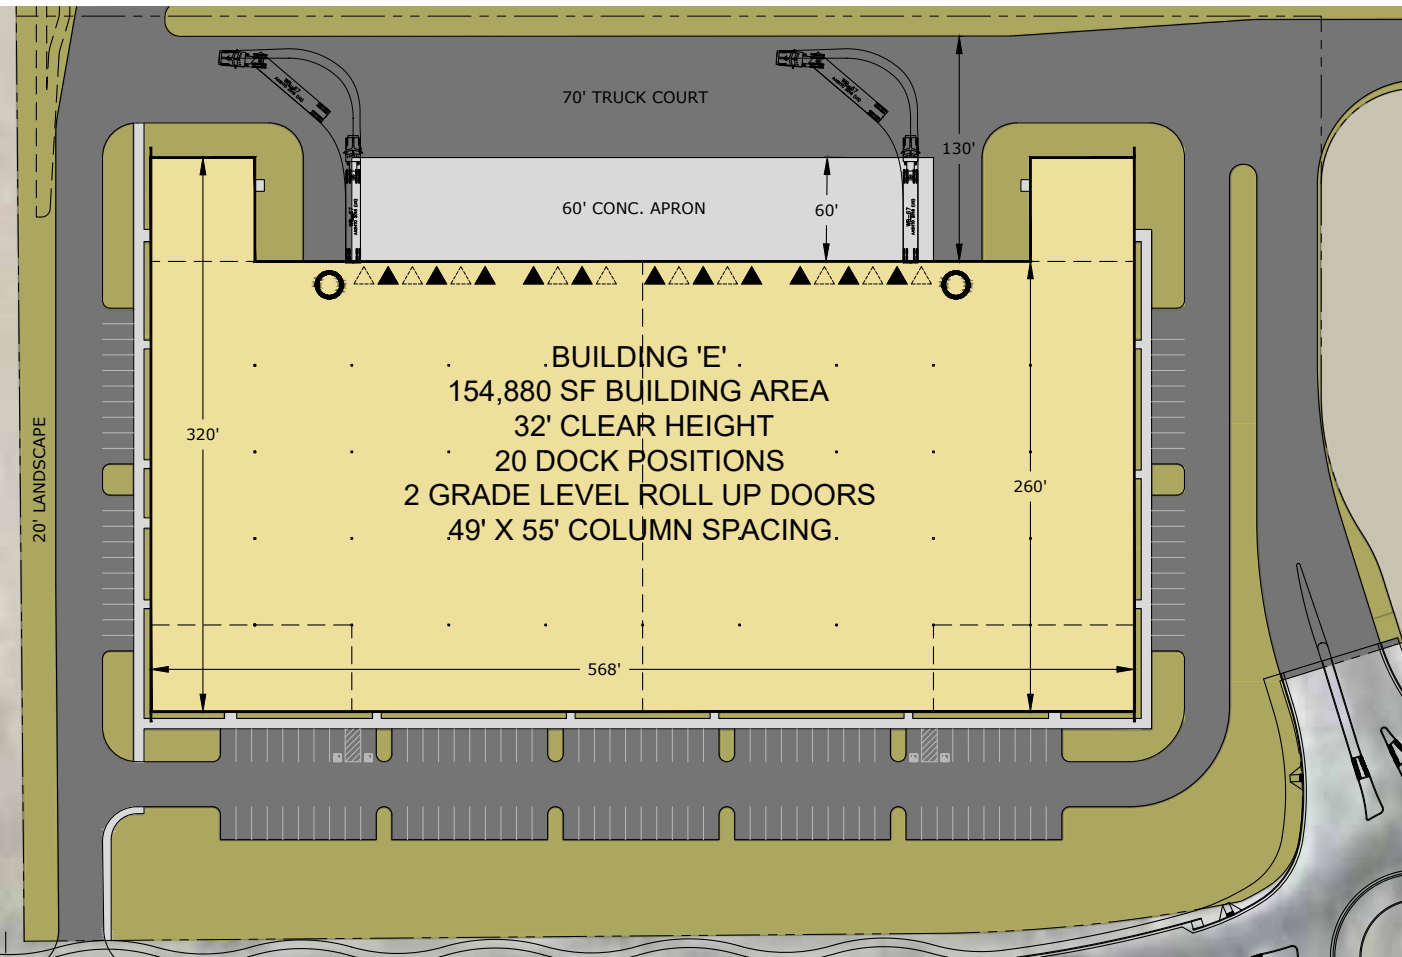 70' TRUCK COURT
130'
60' CONC. APRON
60'
BUILDING 'E'
154,880 SF BUILDING AREA
32' CLEAR HEIGHT
20 DOCK POSITIONS
2 GRADE LEVEL ROLL UP DOORS
49' X 55' COLUMN SPACING
320'
260'
20' LANDSCAPE
568'